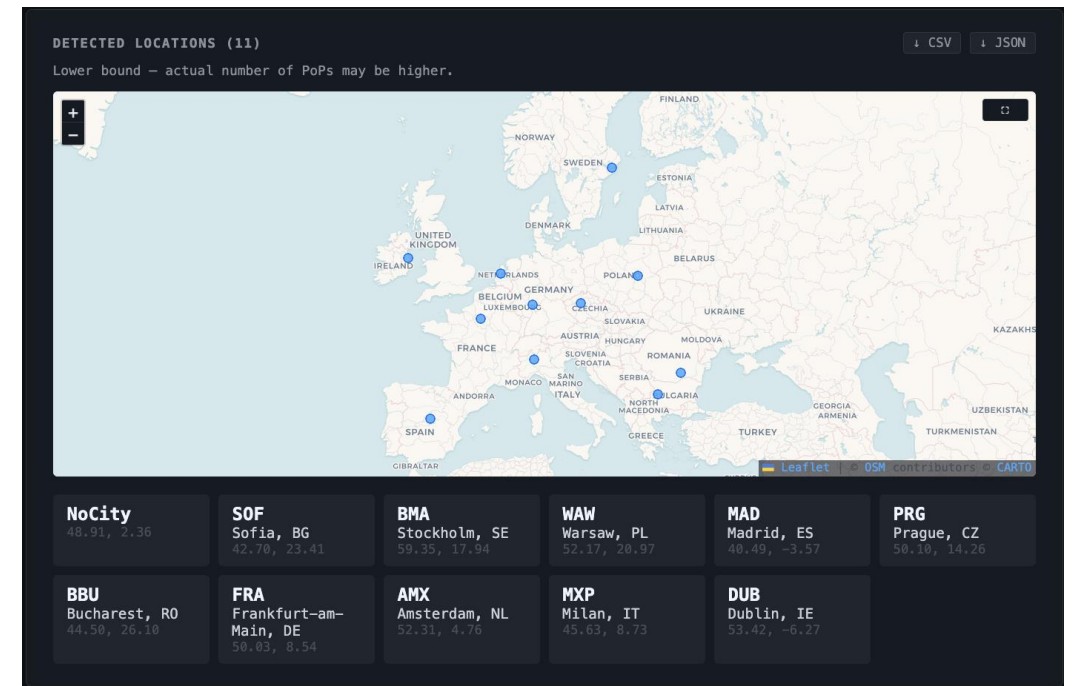 DETECTED LOCATIONS (11)
↓ CSV
↓ JSON
Lower bound — actual number of PoPs may be higher.
+
−
FINLAND
NORWAY
SWEDEN
ESTONIA
LATVIA
DENMARK
LITHUANIA
UNITED
KINGDOM
IRELAND
BELARUS
NETHERLANDS
POLAND
GERMANY
BELGIUM
LUXEMBOURG
CZECHIA
UKRAINE
SLOVAKIA
KAZAKHS
AUSTRIA
HUNGARY
MOLDOVA
FRANCE
SLOVENIA
ROMANIA
CROATIA
SAN
MARINO
SERBIA
MONACO
ANDORRA
ITALY
BULGARIA
NORTH
MACEDONIA
GEORGIA
ARMENIA
UZBEKISTAN
SPAIN
GREECE
TURKEY
TURKMENISTAN
GIBRALTAR
Leaflet | © OSM contributors © CARTO
NoCity
48.91, 2.36
SOF
Sofia, BG
42.70, 23.41
BMA
Stockholm, SE
59.35, 17.94
WAW
Warsaw, PL
52.17, 20.97
MAD
Madrid, ES
40.49, −3.57
PRG
Prague, CZ
50.10, 14.26
BBU
Bucharest, RO
44.50, 26.10
FRA
Frankfurt-am-
Main, DE
50.03, 8.54
AMX
Amsterdam, NL
52.31, 4.76
MXP
Milan, IT
45.63, 8.73
DUB
Dublin, IE
53.42, −6.27